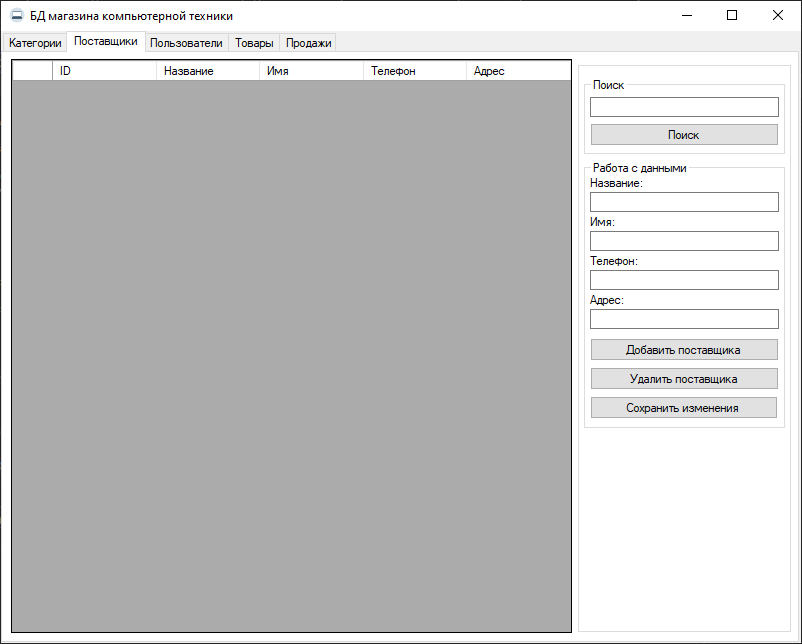 БД магазина компьютерной техники
Категории Поставщики Пользователи Товары Продажи
ID Название Имя Телефон Адрес
Поиск
Поиск
Работа с данными
Название:
Имя:
Телефон:
Адрес:
Добавить поставщика
Удалить поставщика
Сохранить изменения